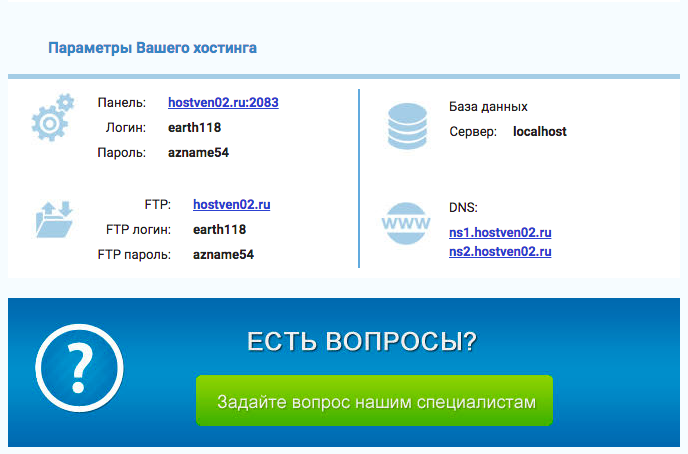 Параметры Вашего хостинга
Панель: hostven02.ru:2083
Логин: earth118
Пароль: azname54
FTP: hostven02.ru
FTP логин: earth118
FTP пароль: azname54
База данных
Сервер: localhost
WWW
DNS:
ns1.hostven02.ru
ns2.hostven02.ru
?
ЕСТЬ ВОПРОСЫ?
Задайте вопрос нашим специалистам